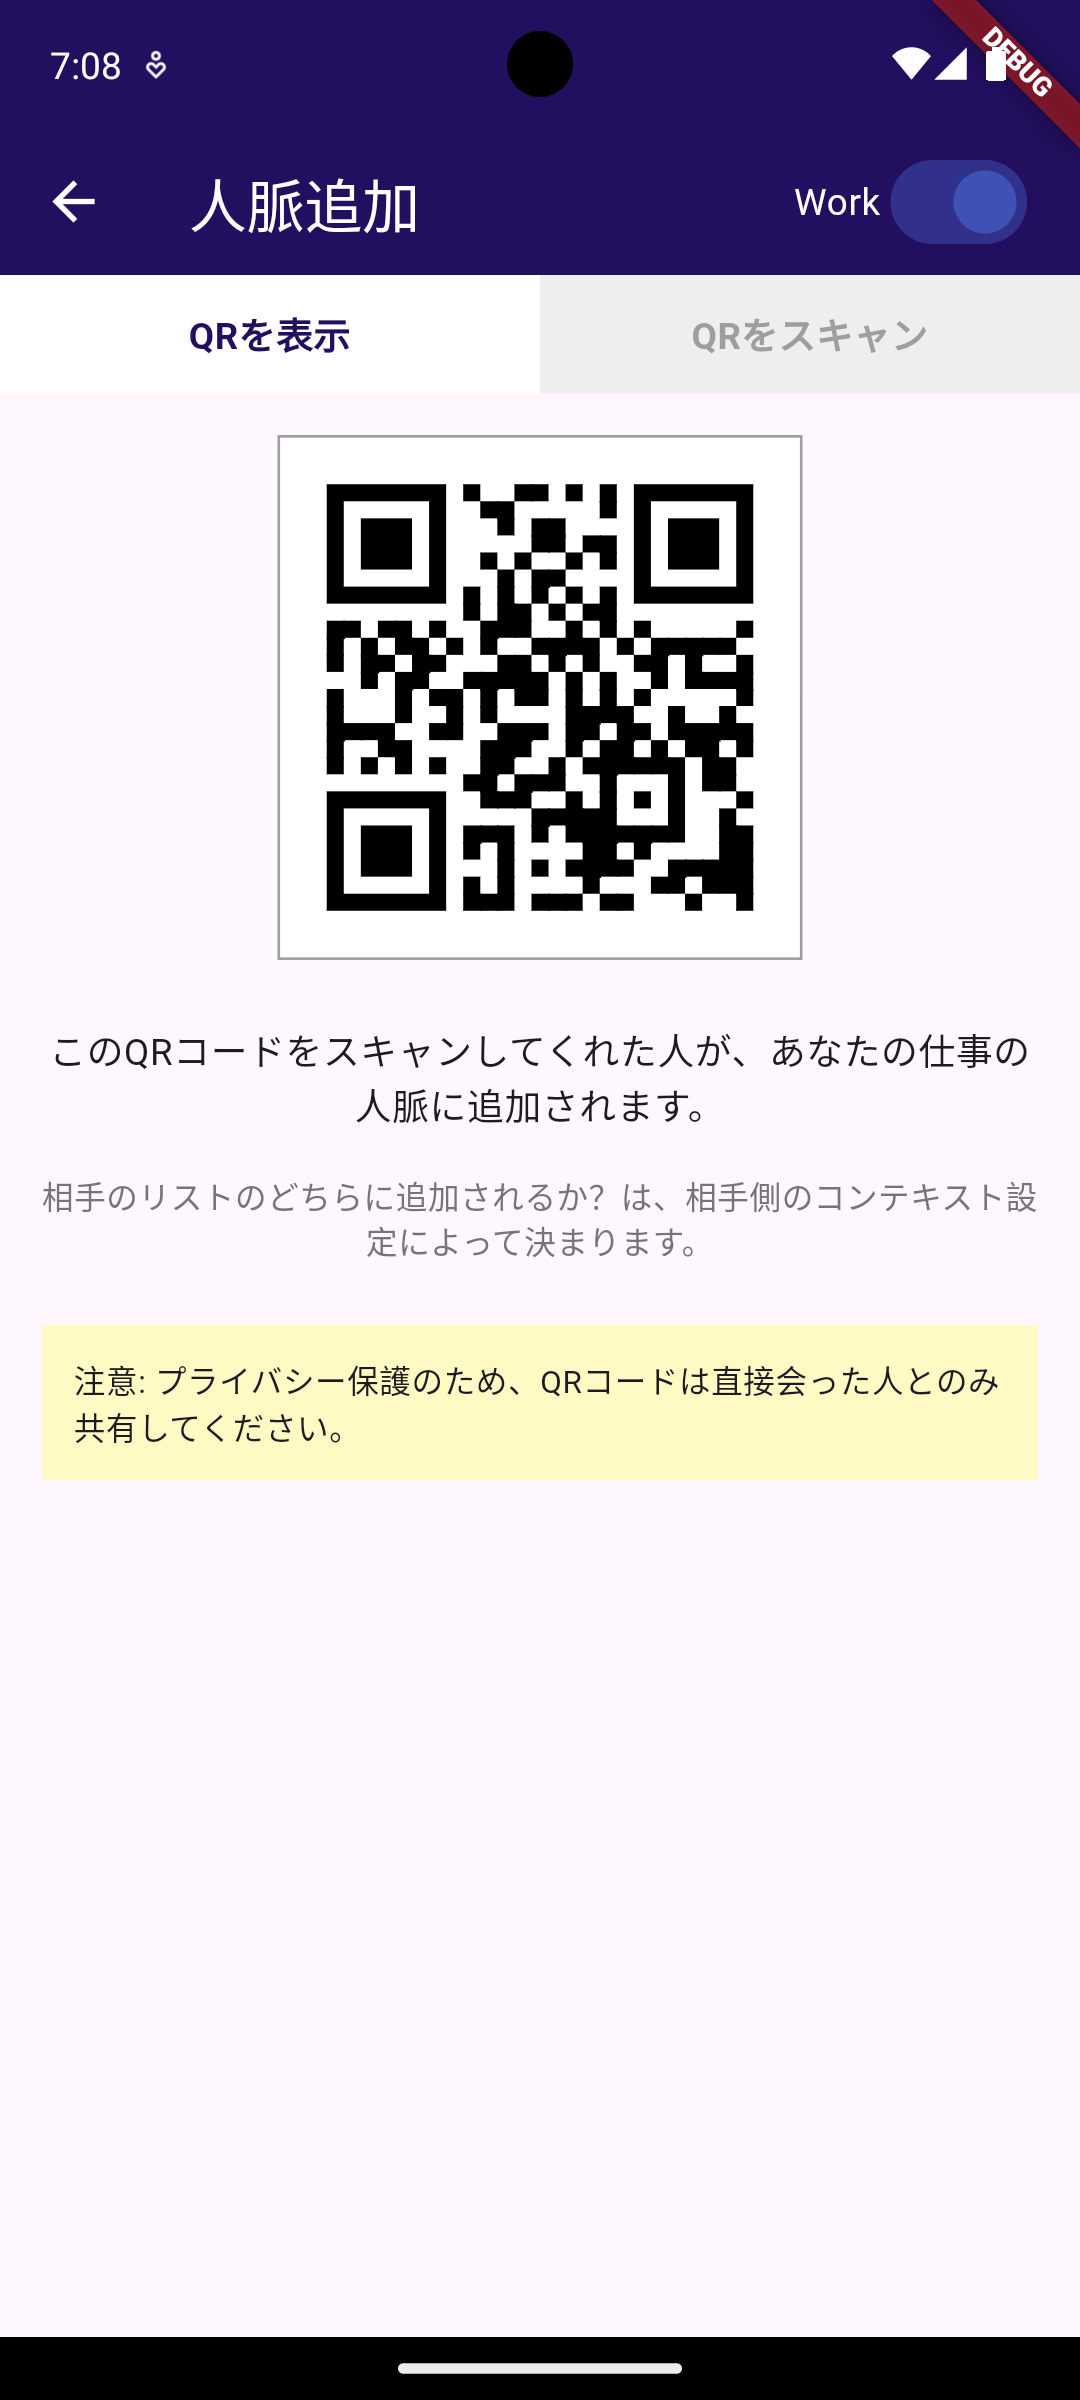 7:08
DEBUG
人脈追加
Work
QRを表示
QRをスキャン
このQRコードをスキャンしてくれた人が、あなたの仕事の
人脈に追加されます。
相手のリストのどちらに追加されるか？は、相手側のコンテキスト設
定によって決まります。
注意: プライバシー保護のため、QRコードは直接会った人とのみ
共有してください。